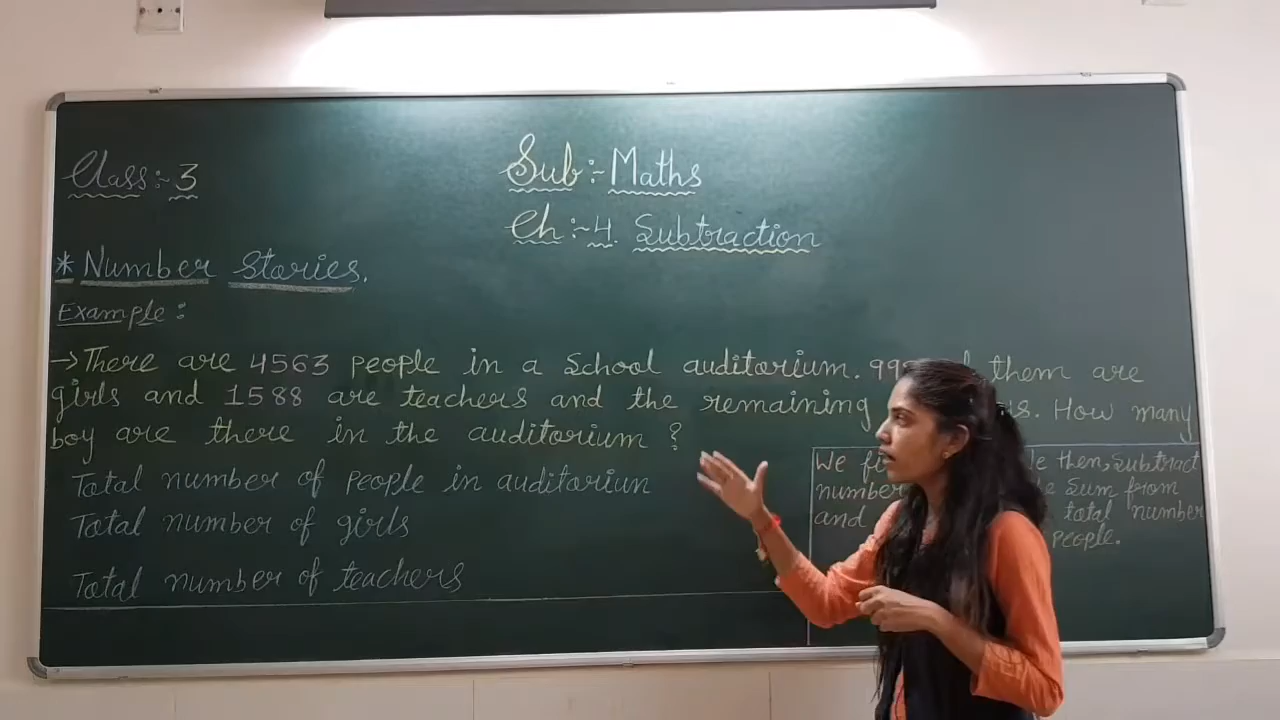 Class :- 3
Sub :- Maths
Ch :- 4. Subtraction
* Number Stories.
Example :
→ There are 4563 people in a School auditorium. them are
girls and 1588 are teachers and the remaining How many
boy are there in the auditorium ?
Total number of people in auditoriun
Total number of girls
Total number of teachers
We then, subtract
number Sum from
and total number
people.